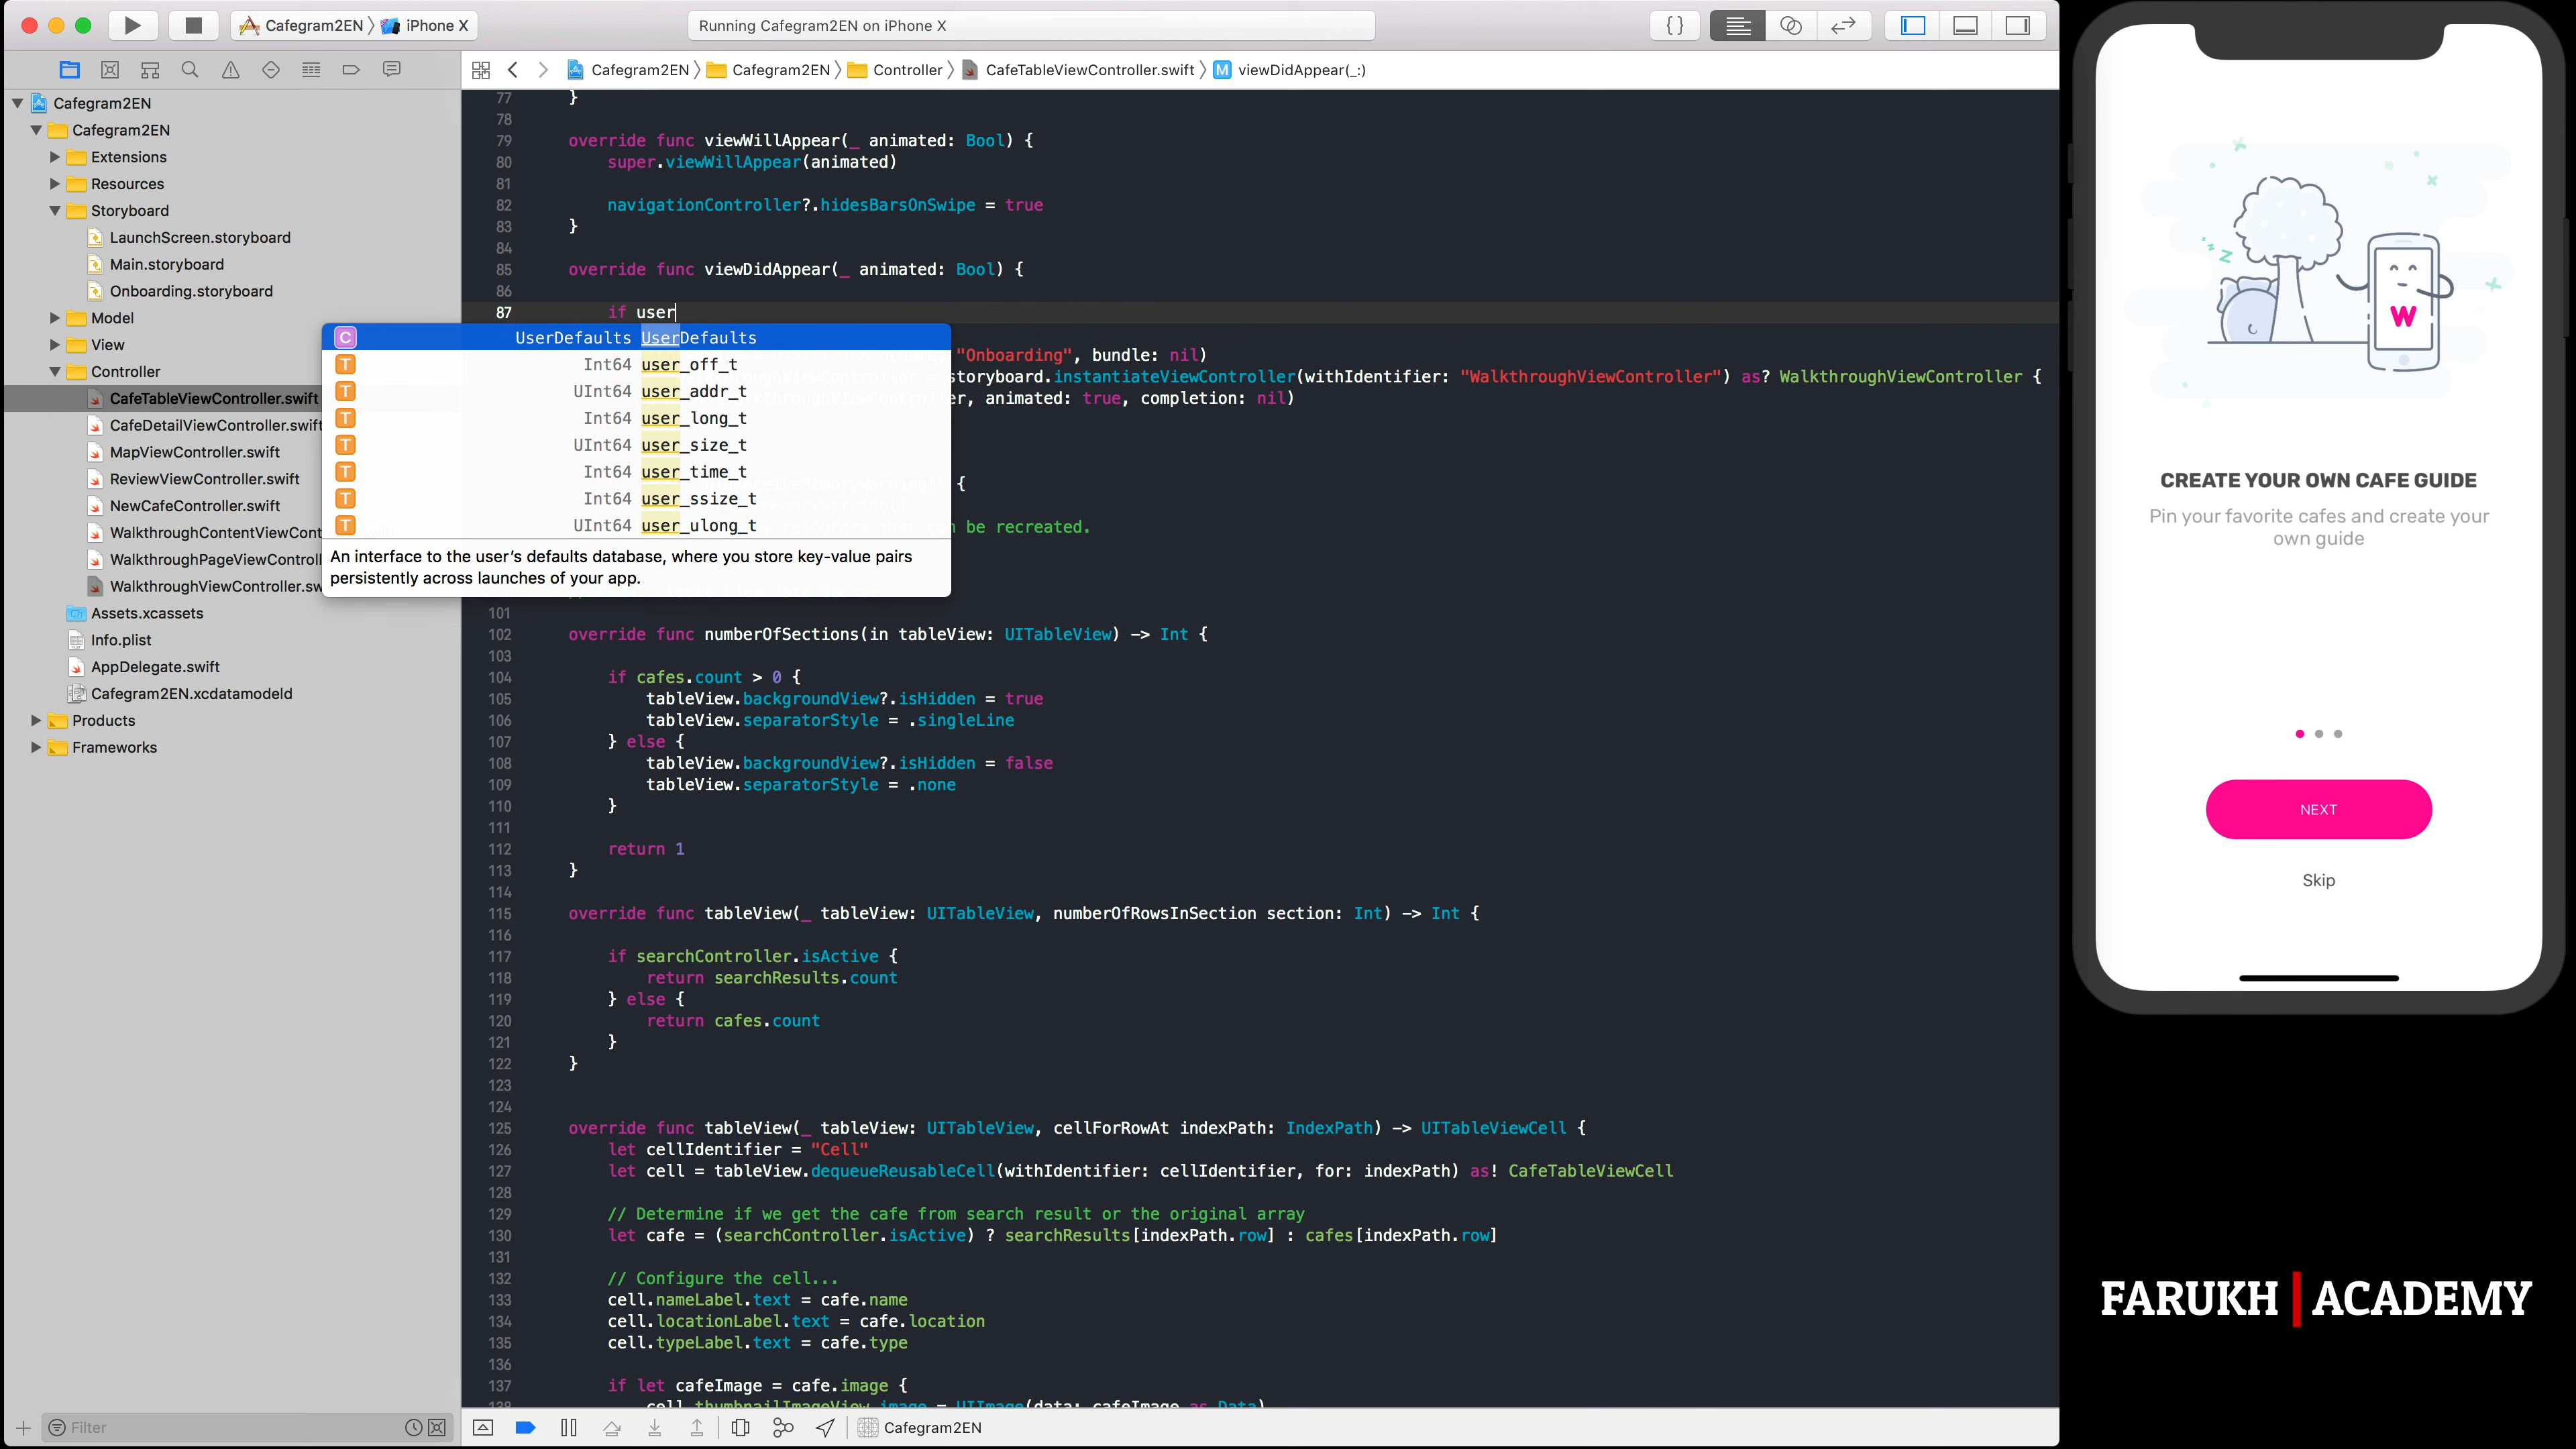 Cafegram2EN 〉 iPhone X
Running Cafegram2EN on iPhone X
{ }
Cafegram2EN 〉 Cafegram2EN 〉 Controller 〉 CafeTableViewController.swift 〉 M viewDidAppear(_:)
Cafegram2EN
Cafegram2EN
Extensions
Resources
Storyboard
LaunchScreen.storyboard
Main.storyboard
Onboarding.storyboard
Model
View
Controller
CafeTableViewController.swift
CafeDetailViewController.swift
MapViewController.swift
ReviewViewController.swift
NewCafeController.swift
WalkthroughContentViewCont
WalkthroughPageViewControl
WalkthroughViewController.sw
Assets.xcassets
Info.plist
AppDelegate.swift
Cafegram2EN.xcdatamodeld
Products
Frameworks
Filter
77 }
78
79 override func viewWillAppear(_ animated: Bool) {
80 super.viewWillAppear(animated)
81
82 navigationController?.hidesBarsOnSwipe = true
83 }
84
85 override func viewDidAppear(_ animated: Bool) {
86
87 if user
C UserDefaults UserDefaults
T Int64 user_off_t
T UInt64 user_addr_t
T Int64 user_long_t
T UInt64 user_size_t
T Int64 user_time_t
T Int64 user_ssize_t
T UInt64 user_ulong_t
An interface to the user's defaults database, where you store key-value pairs
persistently across launches of your app.
"Onboarding", bundle: nil)
storyboard.instantiateViewController(withIdentifier: "WalkthroughViewController") as? WalkthroughViewController {
, animated: true, completion: nil)
{
be recreated.
101
102 override func numberOfSections(in tableView: UITableView) -> Int {
103
104 if cafes.count > 0 {
105 tableView.backgroundView?.isHidden = true
106 tableView.separatorStyle = .singleLine
107 } else {
108 tableView.backgroundView?.isHidden = false
109 tableView.separatorStyle = .none
110 }
111
112 return 1
113 }
114
115 override func tableView(_ tableView: UITableView, numberOfRowsInSection section: Int) -> Int {
116
117 if searchController.isActive {
118 return searchResults.count
119 } else {
120 return cafes.count
121 }
122 }
123
124
125 override func tableView(_ tableView: UITableView, cellForRowAt indexPath: IndexPath) -> UITableViewCell {
126 let cellIdentifier = "Cell"
127 let cell = tableView.dequeueReusableCell(withIdentifier: cellIdentifier, for: indexPath) as! CafeTableViewCell
128
129 // Determine if we get the cafe from search result or the original array
130 let cafe = (searchController.isActive) ? searchResults[indexPath.row] : cafes[indexPath.row]
131
132 // Configure the cell...
133 cell.nameLabel.text = cafe.name
134 cell.locationLabel.text = cafe.location
135 cell.typeLabel.text = cafe.type
136
137 if let cafeImage = cafe.image {
138 cell.thumbnailImageView.image = UIImage(data: cafeImage as Data)
Cafegram2EN
W
CREATE YOUR OWN CAFE GUIDE
Pin your favorite cafes and create your
own guide
NEXT
Skip
FARUKH | ACADEMY